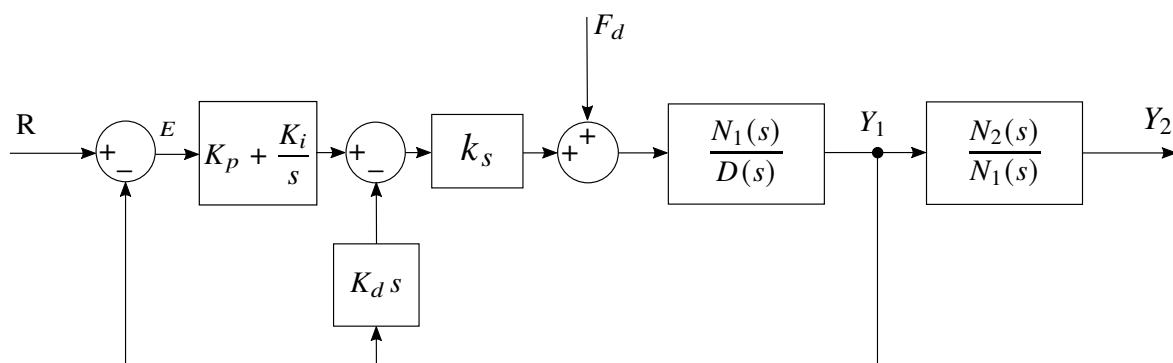 R
+
−
E
K_p + K_i/s
+
−
k_s
F_d
+
+
N_1(s)/D(s)
Y_1
N_2(s)/N_1(s)
Y_2
K_d s